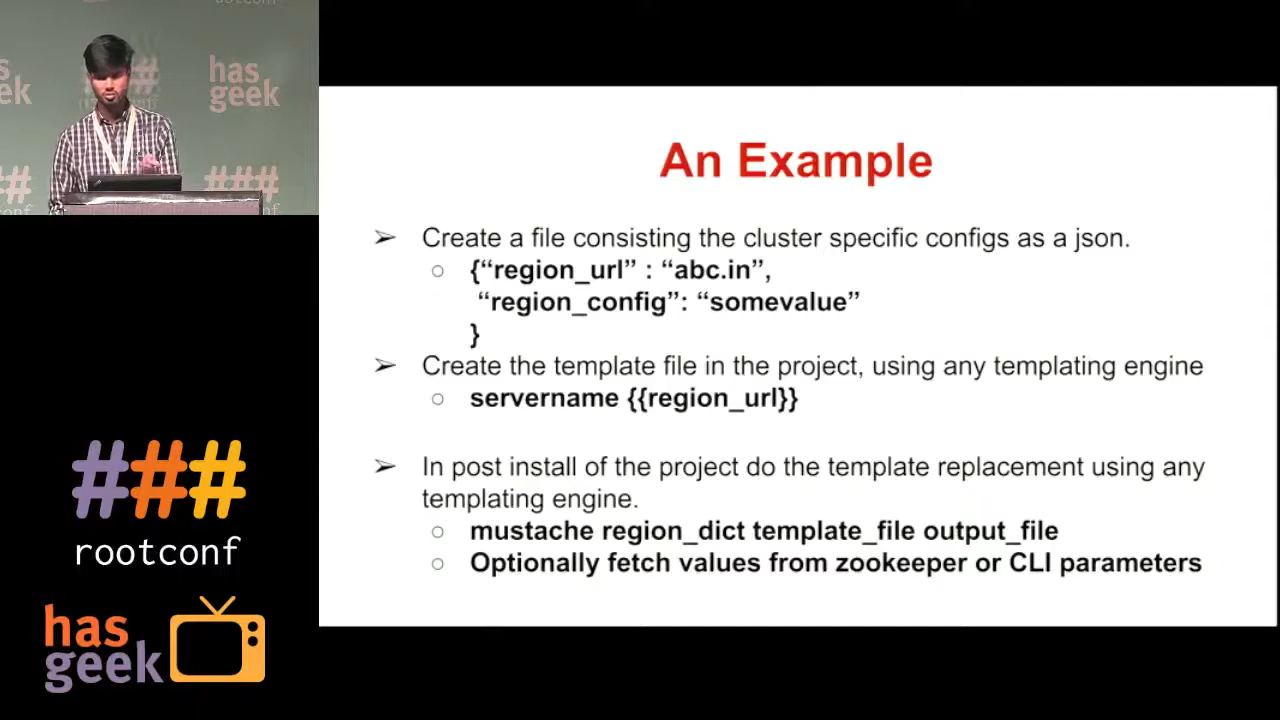 rootconf
has
geek
has
geek
###
An Example
➢ Create a file consisting the cluster specific configs as a json.
○ {“region_url” : “abc.in”,
“region_config”: “somevalue”
}
➢ Create the template file in the project, using any templating engine
○ servername {{region_url}}
➢ In post install of the project do the template replacement using any
templating engine.
○ mustache region_dict template_file output_file
○ Optionally fetch values from zookeeper or CLI parameters
###
rootconf
has
geek